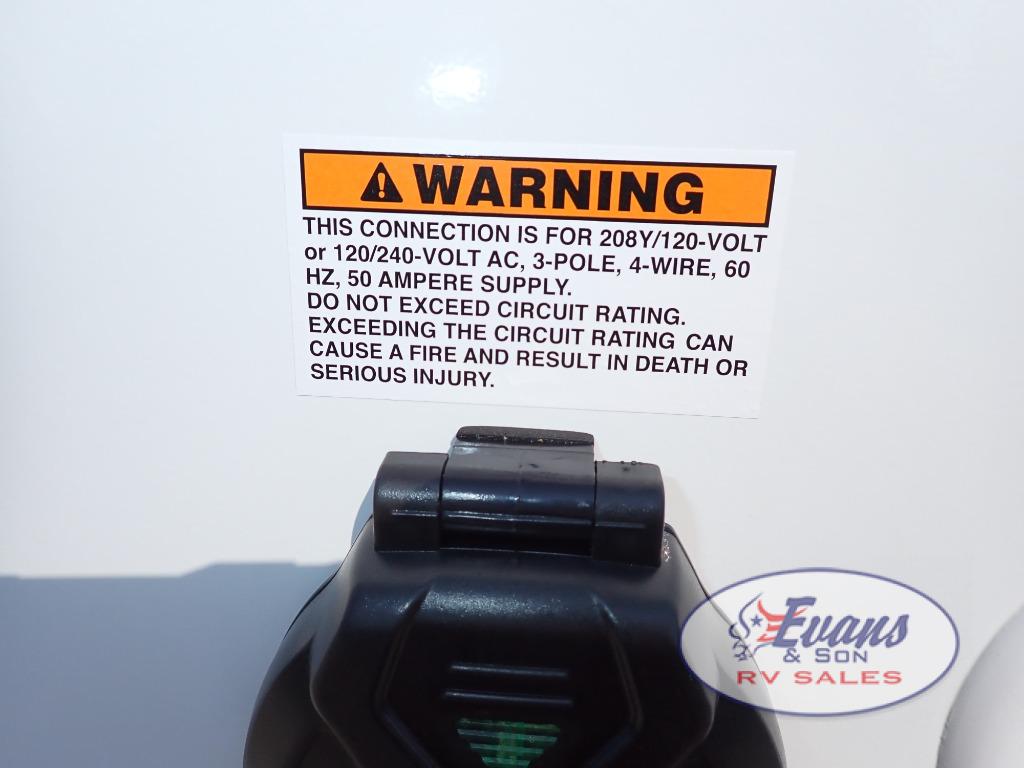 WARNING
THIS CONNECTION IS FOR 208Y/120-VOLT
or 120/240-VOLT AC, 3-POLE, 4-WIRE, 60
HZ, 50 AMPERE SUPPLY.
DO NOT EXCEED CIRCUIT RATING.
EXCEEDING THE CIRCUIT RATING CAN
CAUSE A FIRE AND RESULT IN DEATH OR
SERIOUS INJURY.
Evans
& SON
RV SALES